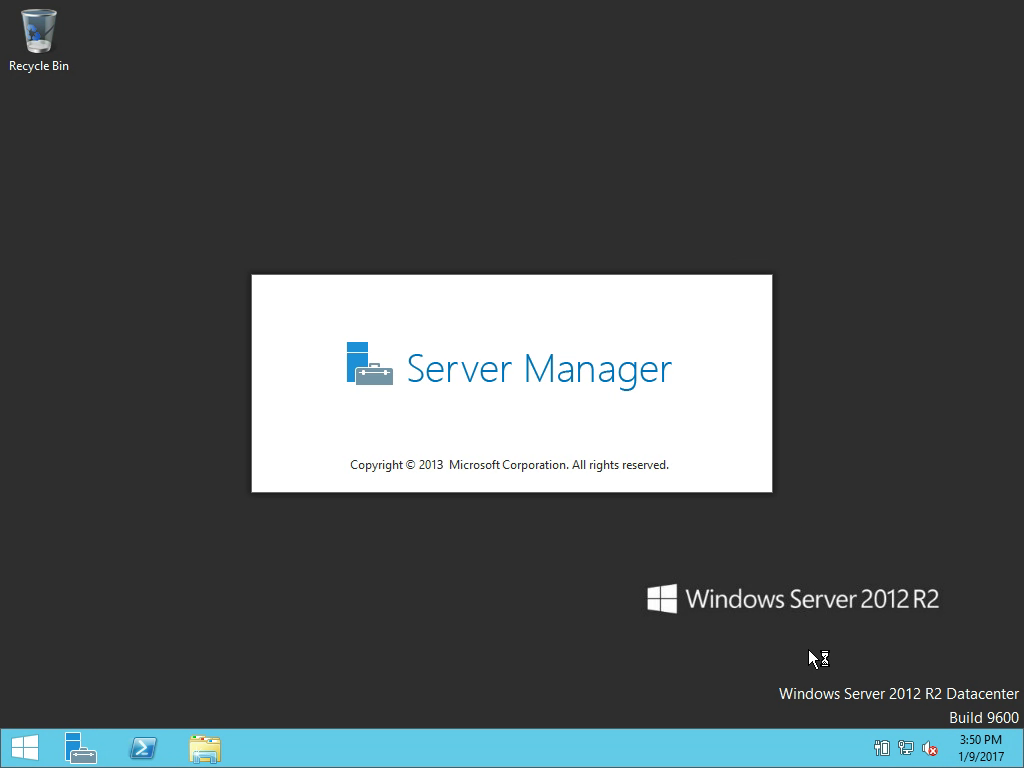 Recycle Bin
Server Manager
Copyright © 2013 Microsoft Corporation. All rights reserved.
Windows Server 2012 R2
Windows Server 2012 R2 Datacenter
Build 9600
3:50 PM
1/9/2017